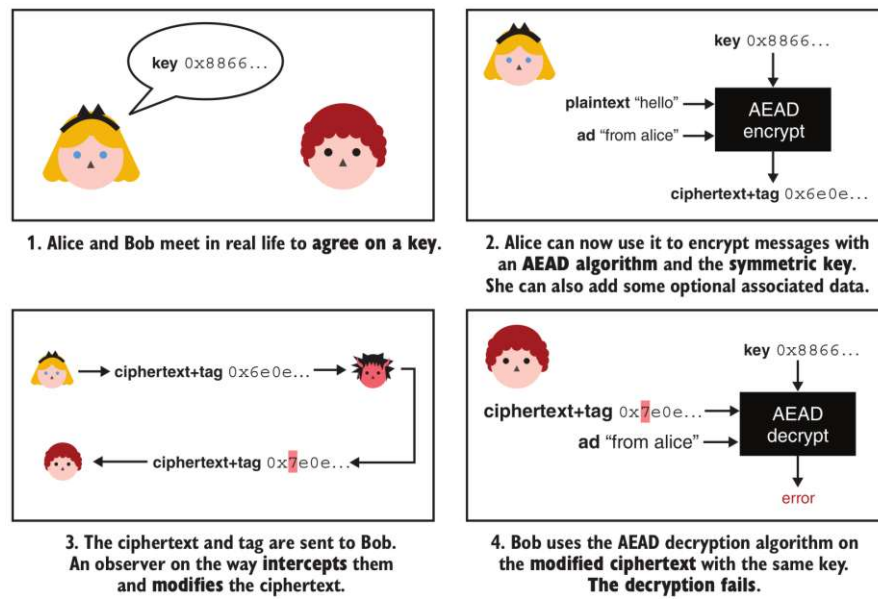 key 0x8866...
1. Alice and Bob meet in real life to agree on a key.
key 0x8866...
plaintext “hello”
ad “from alice”
AEAD
encrypt
ciphertext+tag 0x6e0e...
2. Alice can now use it to encrypt messages with
an AEAD algorithm and the symmetric key.
She can also add some optional associated data.
ciphertext+tag 0x6e0e...
ciphertext+tag 0x7e0e...
3. The ciphertext and tag are sent to Bob.
An observer on the way intercepts them
and modifies the ciphertext.
key 0x8866...
ciphertext+tag 0x7e0e...
ad “from alice”
AEAD
decrypt
error
4. Bob uses the AEAD decryption algorithm on
the modified ciphertext with the same key.
The decryption fails.